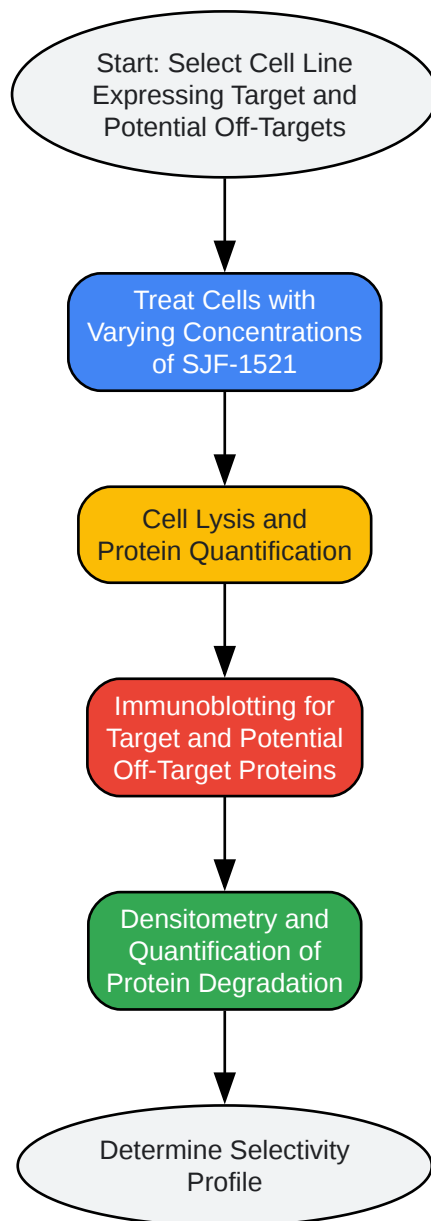 Start: Select Cell Line
Expressing Target and
Potential Off-Targets
Treat Cells with
Varying Concentrations
of SJF-1521
Cell Lysis and
Protein Quantification
Immunoblotting for
Target and Potential
Off-Target Proteins
Densitometry and
Quantification of
Protein Degradation
Determine Selectivity
Profile